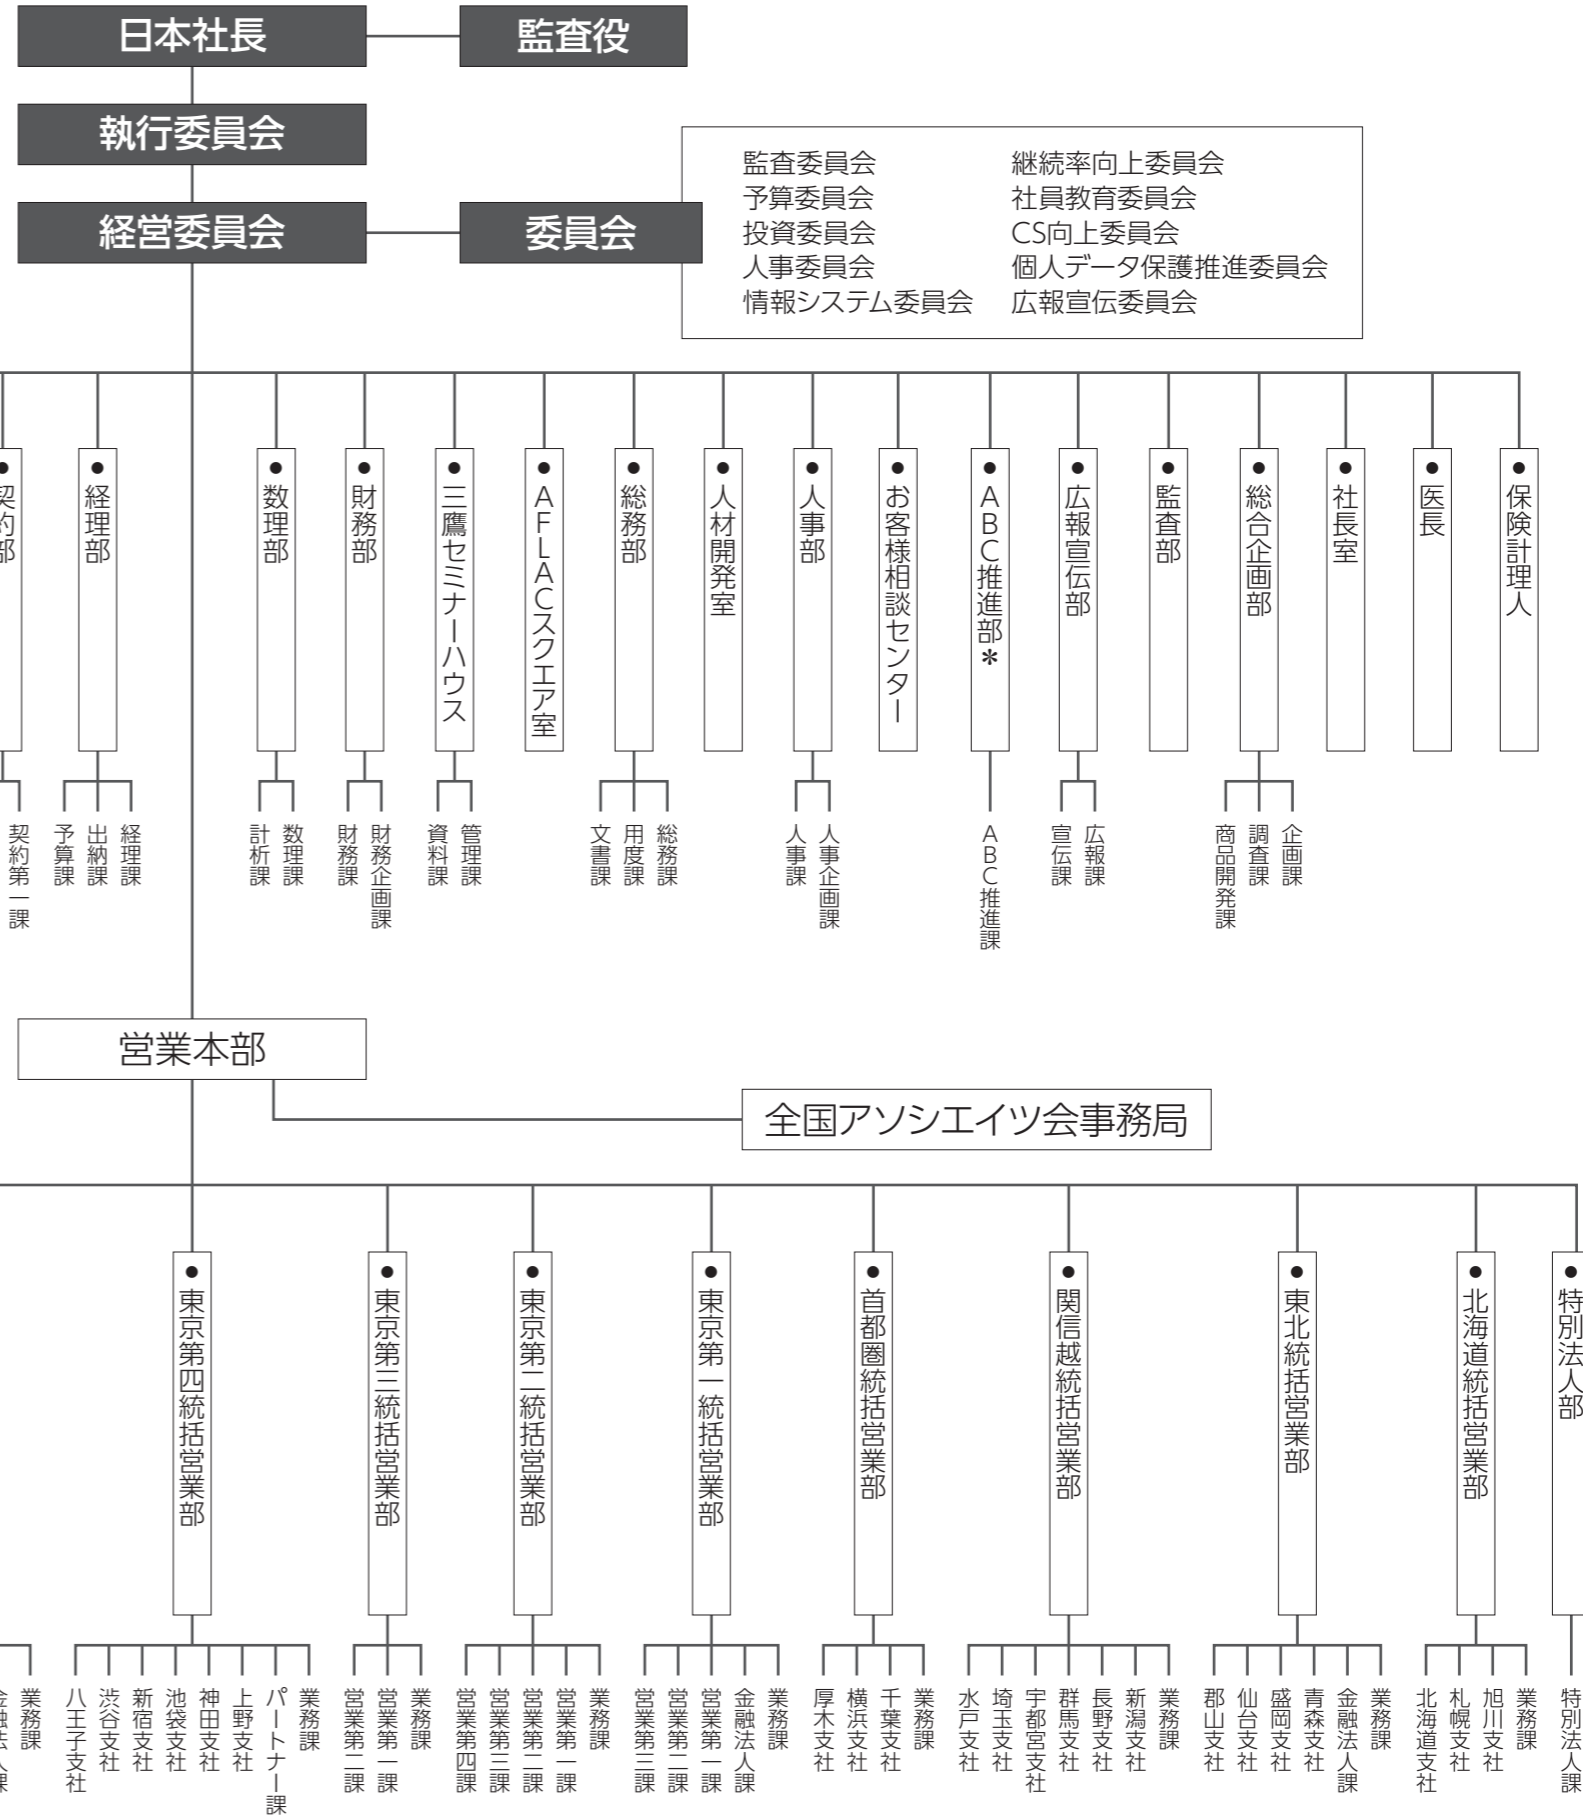 日本社長
監査役
執行委員会
経営委員会
委員会
監査委員会
予算委員会
投資委員会
人事委員会
情報システム委員会
継続率向上委員会
社員教育委員会
CS向上委員会
個人データ保護推進委員会
広報宣伝委員会
●保険計理人
●医長
●社長室
●総合企画部
●監査部
●広報宣伝部
●ABC推進部＊
●お客様相談センター
●人事部
●人材開発室
●総務部
●AFLACスクエア室
●三鷹セミナーハウス
●財務部
●数理部
●経理部
●契約部
企画課
調査課
商品開発課
広報課
宣伝課
ABC推進課
人事企画課
人事課
総務課
用度課
文書課
管理課
資料課
財務企画課
財務課
数理課
計析課
経理課
出納課
予算課
契約第一課
営業本部
全国アソシエイツ会事務局
●特別法人部
●北海道統括営業部
●東北統括営業部
●関信越統括営業部
●首都圏統括営業部
●東京第一統括営業部
●東京第二統括営業部
●東京第三統括営業部
●東京第四統括営業部
特別法人課
業務課
旭川支社
札幌支社
北海道支社
業務課
金融法人課
青森支社
盛岡支社
仙台支社
郡山支社
業務課
新潟支社
長野支社
群馬支社
宇都宮支社
埼玉支社
水戸支社
業務課
千葉支社
横浜支社
厚木支社
業務課
金融法人課
営業第一課
営業第二課
営業第三課
業務課
営業第一課
営業第二課
営業第三課
営業第四課
業務課
営業第一課
営業第二課
業務課
パートナー課
上野支社
神田支社
池袋支社
新宿支社
渋谷支社
八王子支社
業務課
金融法人課